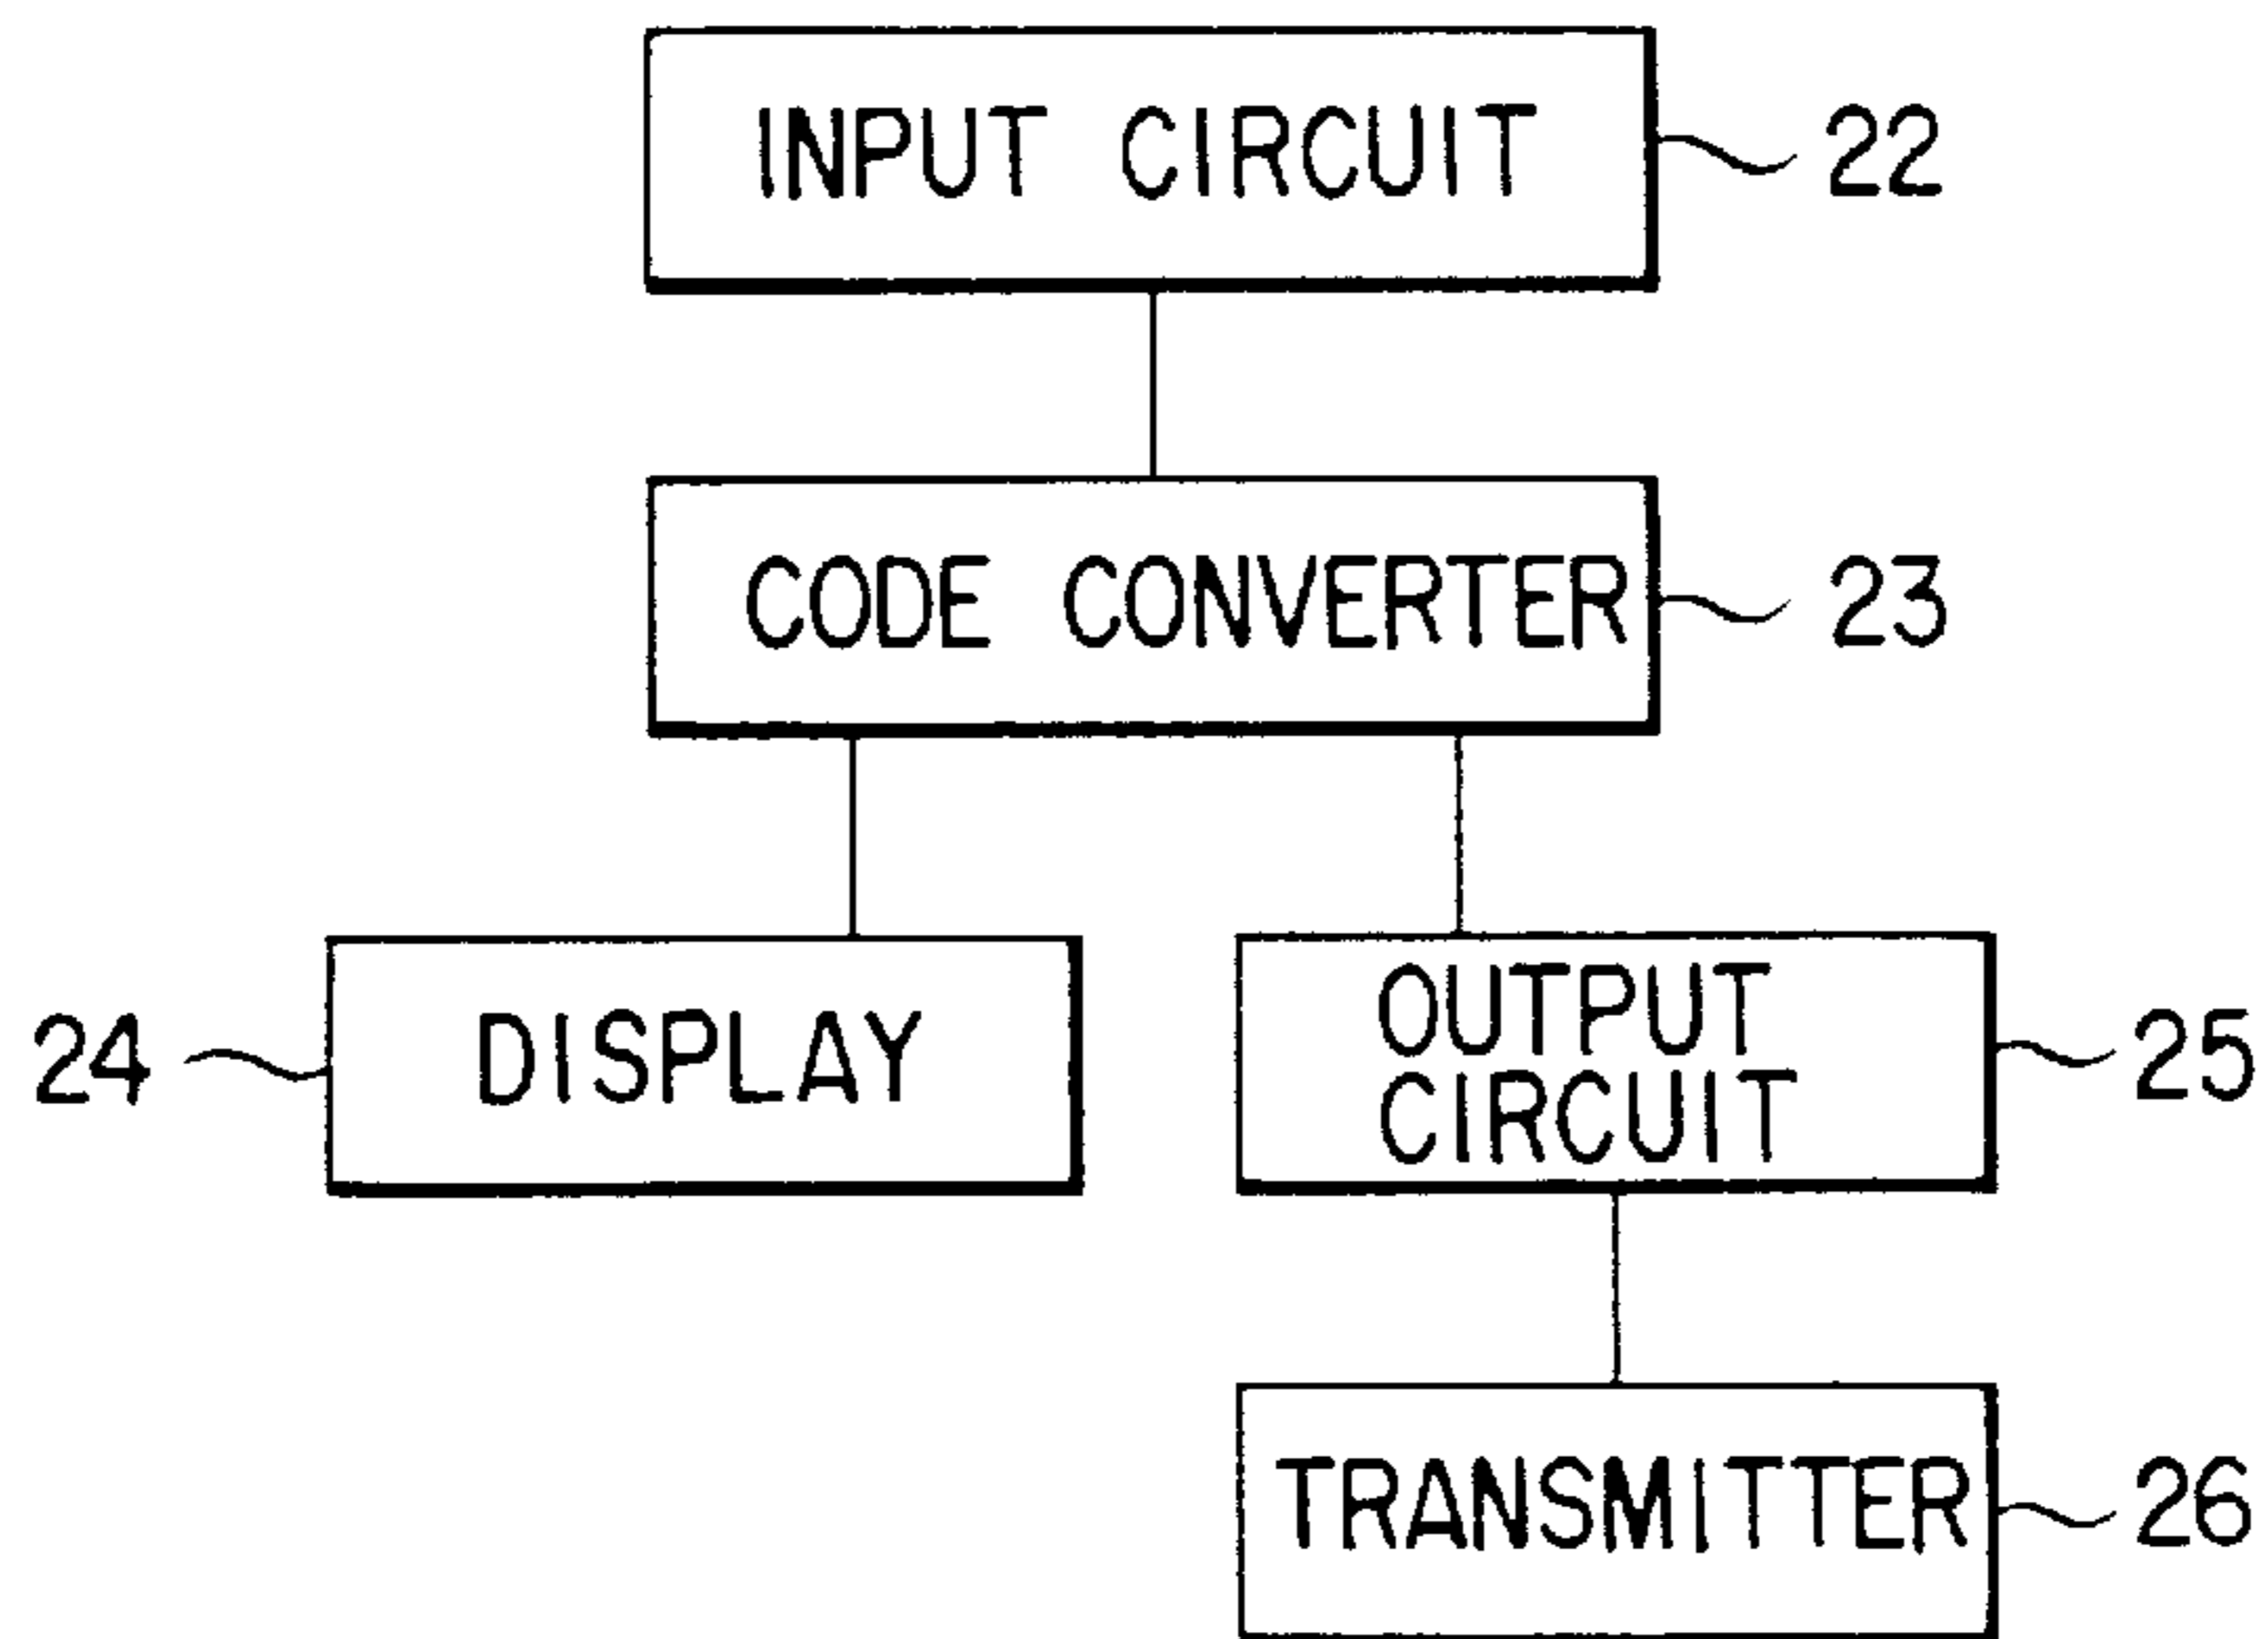 INPUT CIRCUIT
22
CODE CONVERTER
23
24
DISPLAY
OUTPUT
CIRCUIT
25
TRANSMITTER
26